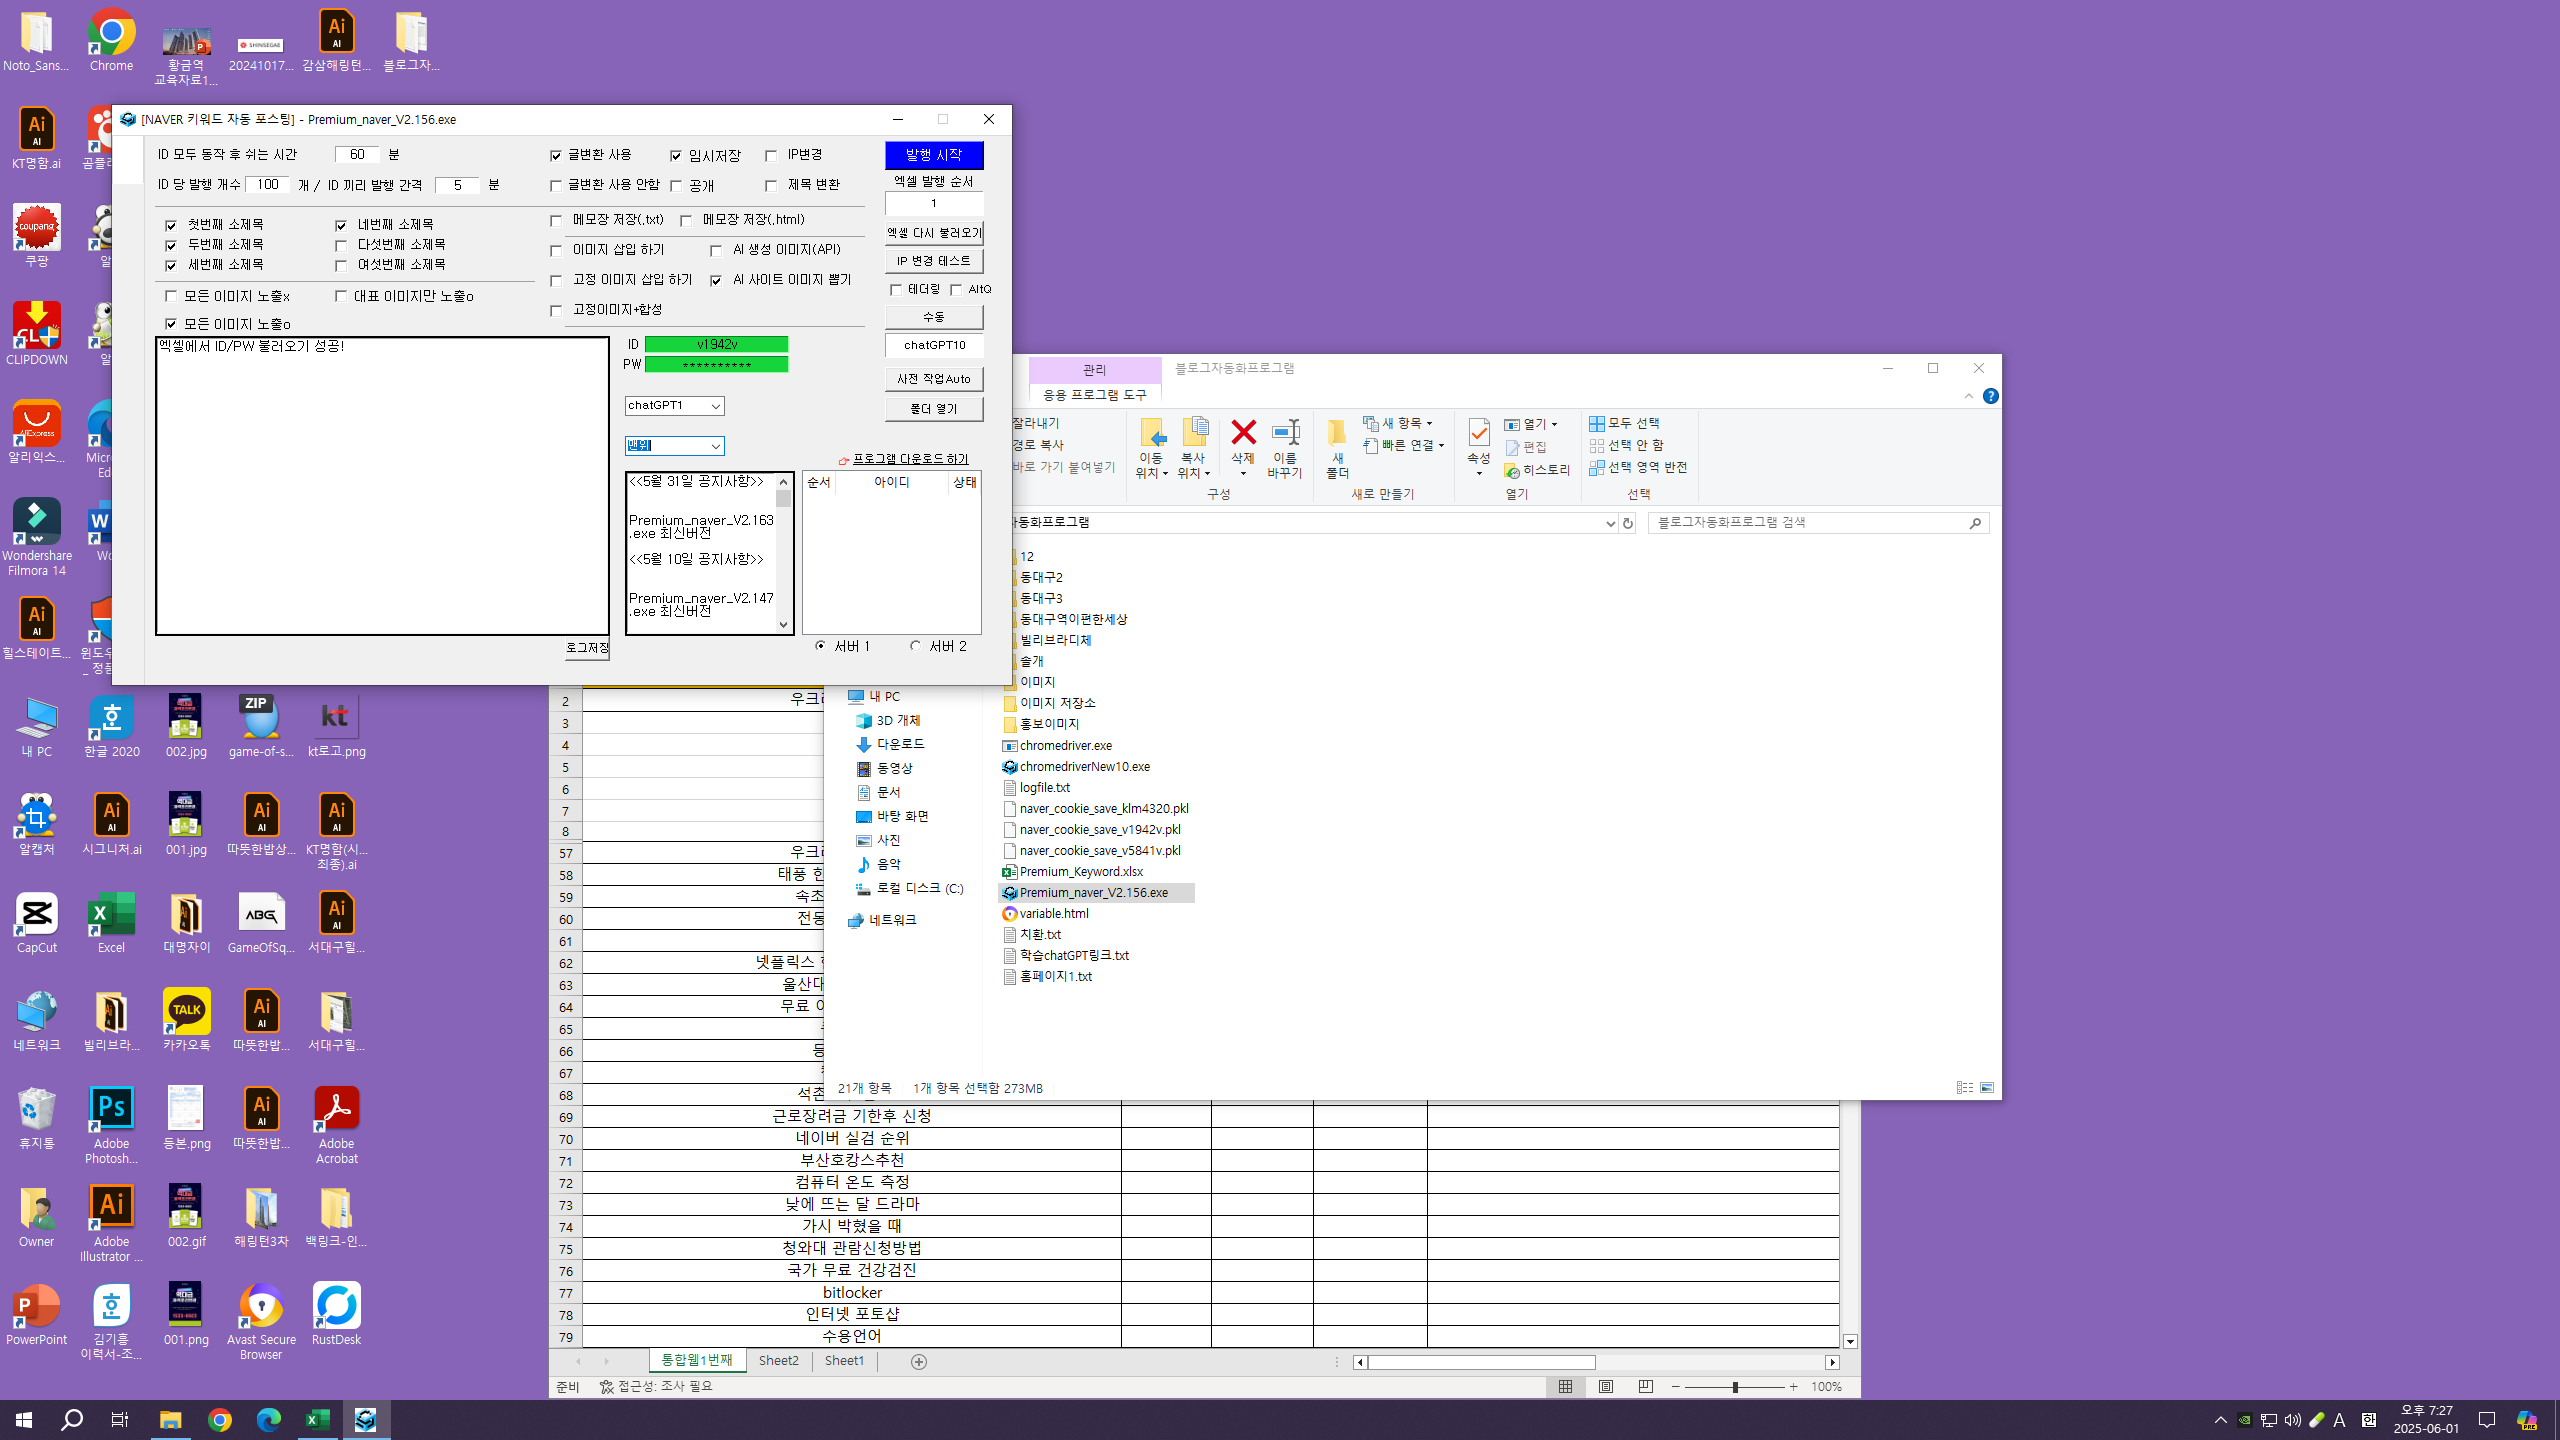 Noto_Sans...
Chrome
황금역
교육자료1...
20241017...
감삼해링턴...
블로그자...
KT명함.ai
곰플
쿠팡
알
CLIPDOWN
알
알리익스...
Micro
Ed
Wondershare
Filmora 14
Wo
힐스테이트...
윈도우
정품
내 PC
한글 2020
002.jpg
game-of-s...
kt로고.png
알캡처
시그니처.ai
001.jpg
따뜻한밥상...
KT명함(시...
최종).ai
CapCut
Excel
대명자이
GameOfSq...
서대구힐...
네트워크
빌리브라...
카카오톡
따뜻한밥...
서대구힐...
휴지통
Adobe
Photosh...
등본.png
따뜻한밥...
Adobe
Acrobat
Owner
Adobe
Illustrator ...
002.gif
해링턴3차
백링크-인...
PowerPoint
김기흥
이력서-조...
001.png
Avast Secure
Browser
RustDesk
[NAVER 키워드 자동 포스팅] - Premium_naver_V2.156.exe
ID 모두 동작 후 쉬는 시간 60 분
ID 당 발행 개수 100 개 / ID 끼리 발행 간격 5 분
글변환 사용 임시저장 IP변경
글변환 사용 안함 공개 제목 변환
첫번째 소제목 네번째 소제목
두번째 소제목 다섯번째 소제목
세번째 소제목 여섯번째 소제목
모든 이미지 노출x 대표 이미지만 노출o
모든 이미지 노출o
메모장 저장(.txt) 메모장 저장(.html)
이미지 삽입 하기 AI 생성 이미지(API)
고정 이미지 삽입 하기 AI 사이트 이미지 뽑기
고정이미지+합성
발행 시작
엑셀 발행 순서
1
엑셀 다시 불러오기
IP 변경 테스트
테더링 AltQ
수동
chatGPT10
사전 작업Auto
폴더 열기
엑셀에서 ID/PW 불러오기 성공!
로그저장
ID v1942v
PW **********
chatGPT1
맨위
프로그램 다운로드 하기
<<5월 31일 공지사항>>
Premium_naver_V2.163
.exe 최신버전
<<5월 10일 공지사항>>
Premium_naver_V2.147
.exe 최신버전
순서 아이디 상태
서버 1 서버 2
관리 블로그자동화프로그램
응용 프로그램 도구
잘라내기
경로 복사
바로 가기 붙여넣기
이동
위치
복사
위치
삭제
이름
바꾸기
구성
새
폴더
새 항목
빠른 연결
새로 만들기
속성
열기
편집
히스토리
열기
모두 선택
선택 안 함
선택 영역 반전
선택
자동화프로그램
블로그자동화프로그램 검색
12
동대구2
동대구3
동대구역이편한세상
빌리브라디체
솔개
이미지
이미지 저장소
홍보이미지
chromedriver.exe
chromedriverNew10.exe
logfile.txt
naver_cookie_save_klm4320.pkl
naver_cookie_save_v1942v.pkl
naver_cookie_save_v5841v.pkl
Premium_Keyword.xlsx
Premium_naver_V2.156.exe
variable.html
치환.txt
학습chatGPT링크.txt
홈페이지1.txt
내 PC
3D 개체
다운로드
동영상
문서
바탕 화면
사진
음악
로컬 디스크 (C:)
네트워크
21개 항목 1개 항목 선택함 273MB
2 우크라
3
4
5
6
7
8
57 우크라
58 태풍
59 속초
60 전동
61
62 넷플릭스
63 울산대
64 무료
65
66
67
68 석촌
69 근로장려금 기한후 신청
70 네이버 실검 순위
71 부산호캉스추천
72 컴퓨터 온도 측정
73 낮에 뜨는 달 드라마
74 가시 박혔을 때
75 청와대 관람신청방법
76 국가 무료 건강검진
77 bitlocker
78 인터넷 포토샵
79 수용언어
통합웹1번째 Sheet2 Sheet1
준비 접근성: 조사 필요 100%
A 한
오후 7:27
2025-06-01